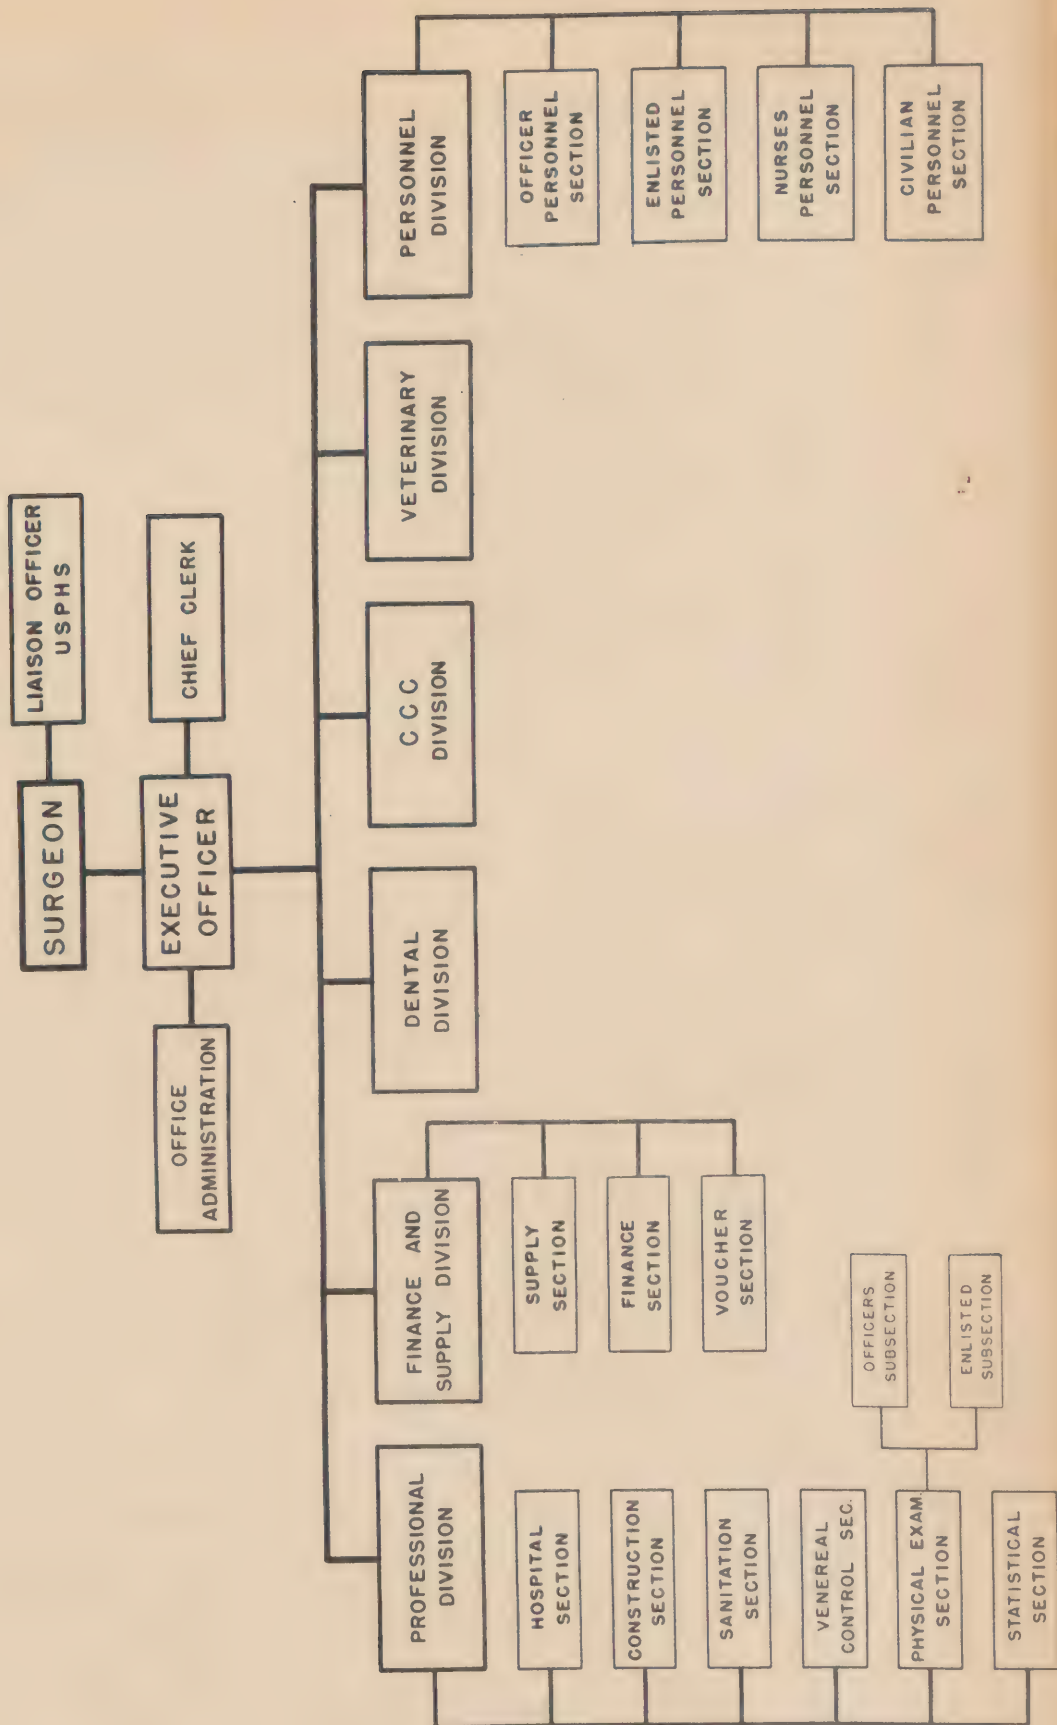 SURGEON
LIAISON OFFICER
USPHS
EXECUTIVE
OFFICER
CHIEF CLERK
OFFICE
ADMINISTRATION
PROFESSIONAL
DIVISION
FINANCE AND
SUPPLY DIVISION
DENTAL
DIVISION
C C C
DIVISION
VETERINARY
DIVISION
PERSONNEL
DIVISION
HOSPITAL
SECTION
CONSTRUCTION
SECTION
SANITATION
SECTION
VENEREAL
CONTROL SEC.
PHYSICAL EXAM.
SECTION
STATISTICAL
SECTION
OFFICERS
SUBSECTION
ENLISTED
SUBSECTION
SUPPLY
SECTION
FINANCE
SECTION
VOUCHER
SECTION
OFFICER
PERSONNEL
SECTION
ENLISTED
PERSONNEL
SECTION
NURSES
PERSONNEL
SECTION
CIVILIAN
PERSONNEL
SECTION